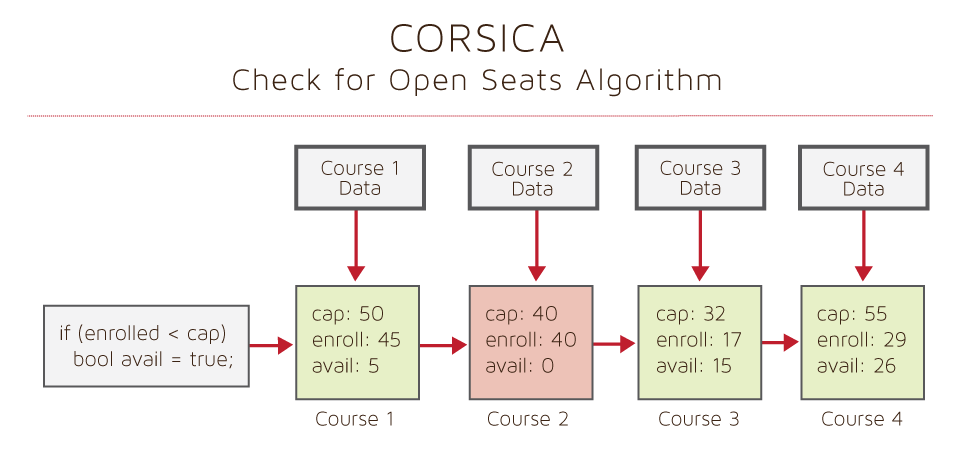 CORSICA
Check for Open Seats Algorithm
Course 1
Data
Course 2
Data
Course 3
Data
Course 4
Data
if (enrolled < cap)
bool avail = true;
cap: 50
enroll: 45
avail: 5
Course 1
cap: 40
enroll: 40
avail: 0
Course 2
cap: 32
enroll: 17
avail: 15
Course 3
cap: 55
enroll: 29
avail: 26
Course 4